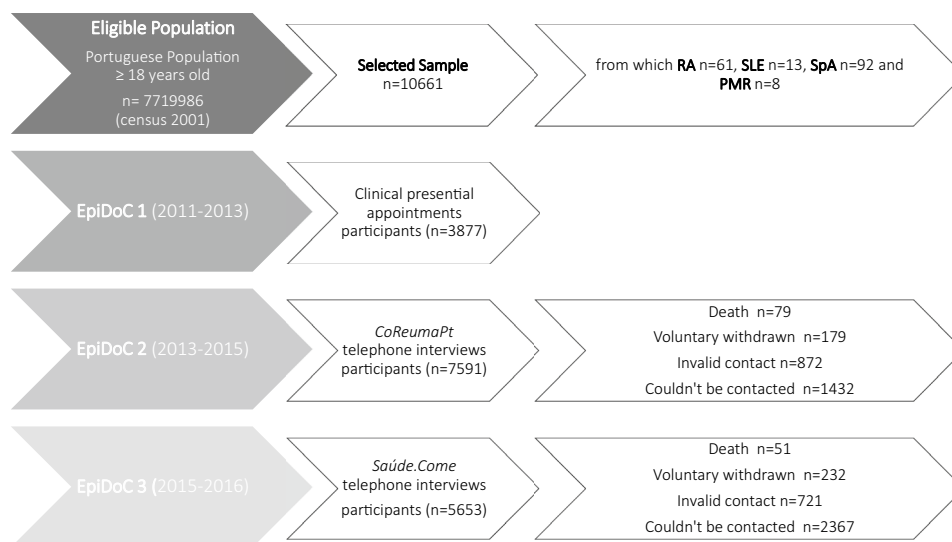 Eligible Population
Portuguese Population
≥ 18 years old
n= 7719986
(census 2001)
Selected Sample
n=10661
from which RA n=61, SLE n=13, SpA n=92 and
PMR n=8
EpiDoC 1 (2011-2013)
Clinical presential
appointments
participants (n=3877)
EpiDoC 2 (2013-2015)
CoReumaPt
telephone interviews
participants (n=7591)
Death n=79
Voluntary withdrawn n=179
Invalid contact n=872
Couldn't be contacted n=1432
EpiDoC 3 (2015-2016)
Saúde.Come
telephone interviews
participants (n=5653)
Death n=51
Voluntary withdrawn n=232
Invalid contact n=721
Couldn't be contacted n=2367